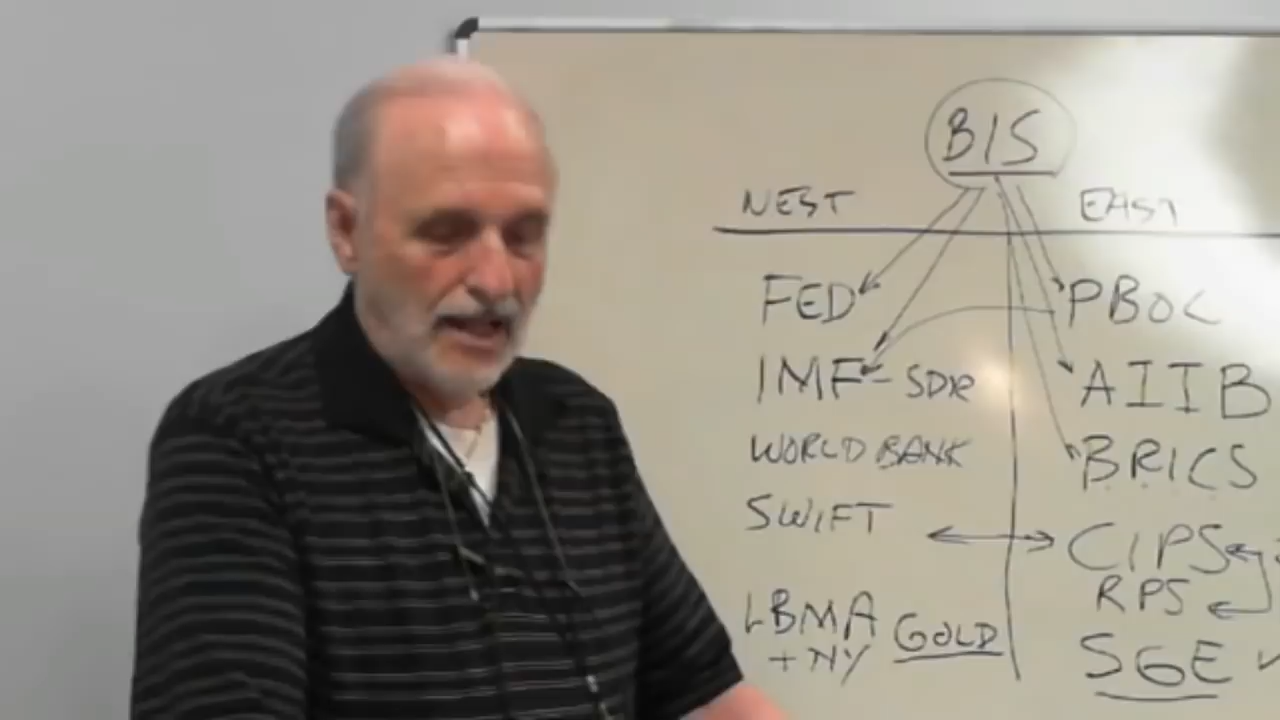 BIS
WEST EAST
FED PBOC
IMF - SDR AIIB
WORLD BANK BRICS
SWIFT CIPS
RPS
LBMA GOLD SGE
+ NY